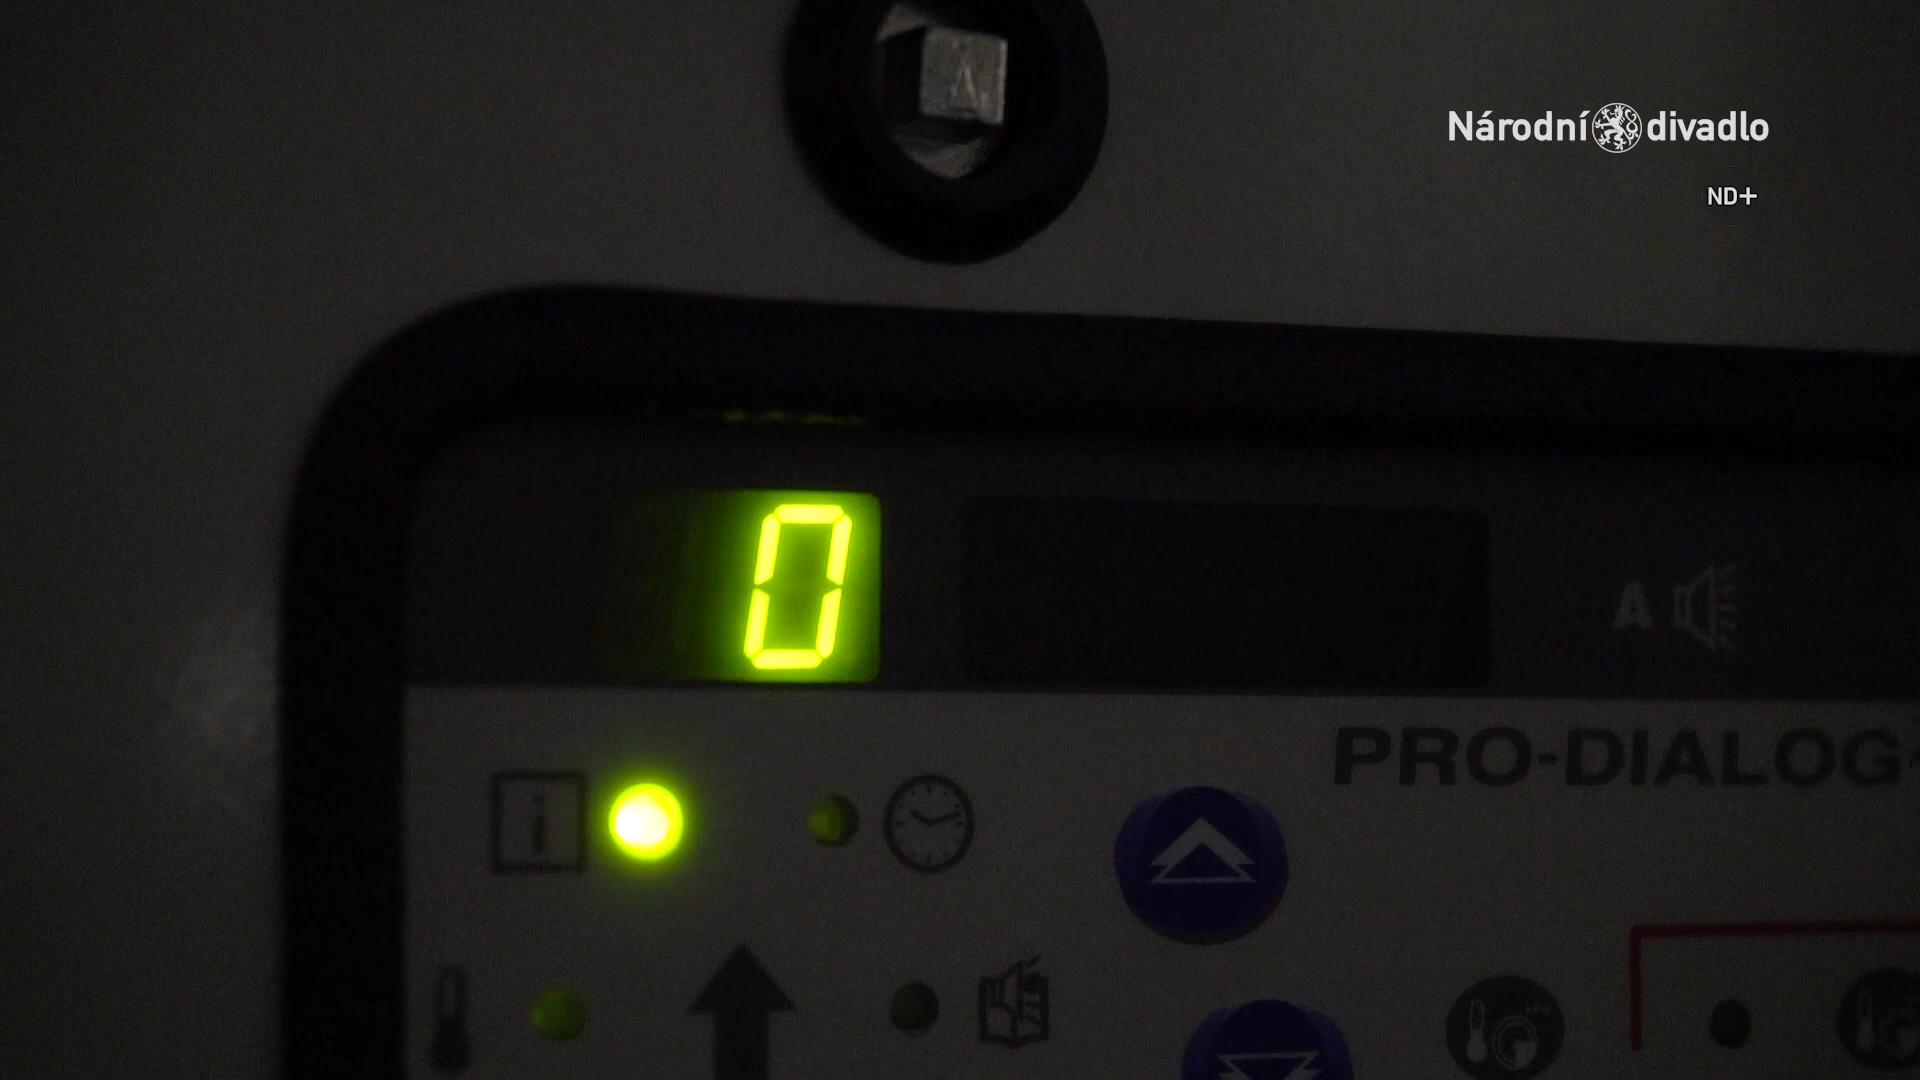 Národní divadlo
ND+
0
A
PRO-DIALOG
i